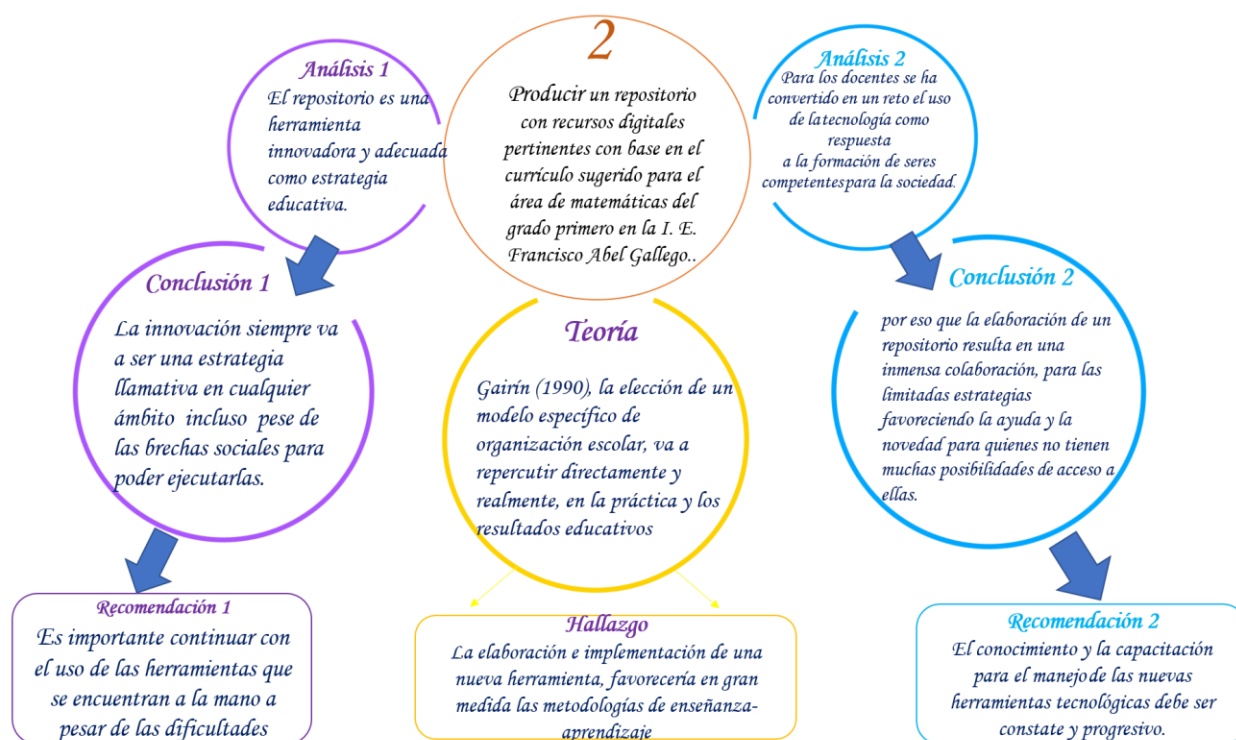 2
Producir un repositorio
con recursos digitales
pertinentes con base en el
currículo sugerido para el
área de matemáticas del
grado primero en la I. E.
Francisco Abel Gallego..
Análisis 1
El repositorio es una
herramienta
innovadora y adecuada
como estrategia
educativa.
Conclusión 1
La innovación siempre va
a ser una estrategia
llamativa en cualquier
ámbito incluso pese de
las brechas sociales para
poder ejecutarlas.
Recomendación 1
Es importante continuar con
el uso de las herramientas que
se encuentran a la mano a
pesar de las dificultades
Teoría
Gairín (1990), la elección de un
modelo específico de
organización escolar, va a
repercutir directamente y
realmente, en la práctica y los
resultados educativos
Hallazgo
La elaboración e implementación de una
nueva herramienta, favorecería en gran
medida las metodologías de enseñanza-
aprendizaje
Análisis 2
Para los docentes se ha
convertido en un reto el uso
de la tecnología como
respuesta
a la formación de seres
competentes para la sociedad.
Conclusión 2
por eso que la elaboración de un
repositorio resulta en una
inmensa colaboración, para las
limitadas estrategias
favoreciendo la ayuda y la
novedad para quienes no tienen
muchas posibilidades de acceso a
ellas.
Recomendación 2
El conocimiento y la capacitación
para el manejo de las nuevas
herramientas tecnológicas debe ser
constate y progresivo.